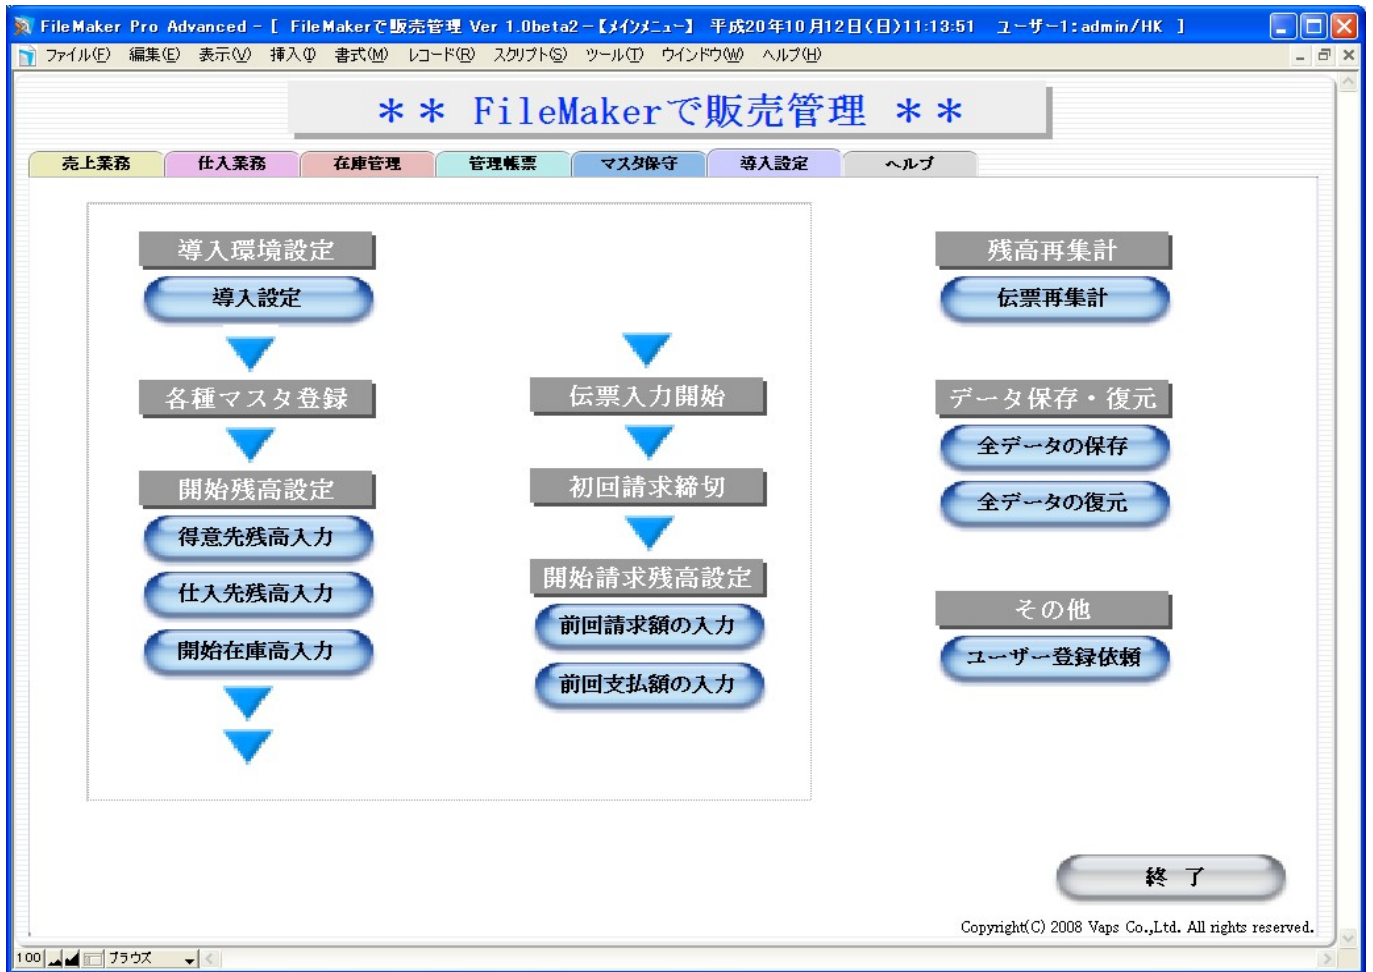 FileMaker Pro Advanced - [ FileMakerで販売管理 Ver 1.0beta2 -【ﾒｲﾝﾒﾆｭｰ】 平成20年10月12日(日)11:13:51 ユーザー1:admin/HK ]
ファイル(F) 編集(E) 表示(V) 挿入(I) 書式(M) レコード(R) スクリプト(S) ツール(T) ウインドウ(W) ヘルプ(H)
** FileMakerで販売管理 **
売上業務 仕入業務 在庫管理 管理帳票 マスタ保守 導入設定 ヘルプ
導入環境設定
導入設定
各種マスタ登録
開始残高設定
得意先残高入力
仕入先残高入力
開始在庫高入力
伝票入力開始
初回請求締切
開始請求残高設定
前回請求額の入力
前回支払額の入力
残高再集計
伝票再集計
データ保存・復元
全データの保存
全データの復元
その他
ユーザー登録依頼
終 了
Copyright(C) 2008 Vaps Co.,Ltd. All rights reserved.
100 ブラウズ